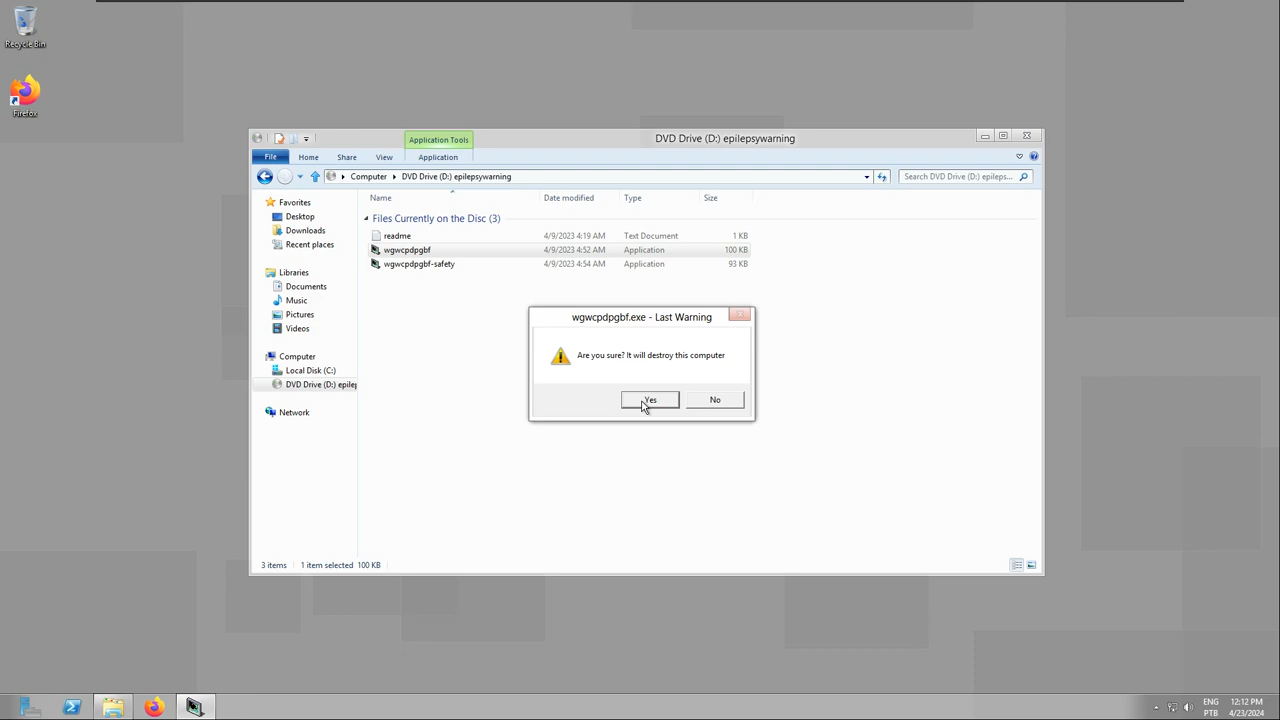 Recycle Bin
Firefox
Application Tools
DVD Drive (D:) epilepsywarning
File
Home
Share
View
Application
Computer
DVD Drive (D:) epilepsywarning
Search DVD Drive (D:) epileps...
Name
Date modified
Type
Size
Favorites
Desktop
Downloads
Recent places
Libraries
Documents
Music
Pictures
Videos
Computer
Local Disk (C:)
DVD Drive (D:) epilep
Network
Files Currently on the Disc (3)
readme 4/9/2023 4:19 AM Text Document 1 KB
wgwcpdpgbf 4/9/2023 4:52 AM Application 100 KB
wgwcpdpgbf-safety 4/9/2023 4:54 AM Application 93 KB
wgwcpdpgbf.exe - Last Warning
Are you sure? It will destroy this computer
Yes
No
3 items 1 item selected 100 KB
ENG
PTB
12:12 PM
4/23/2024